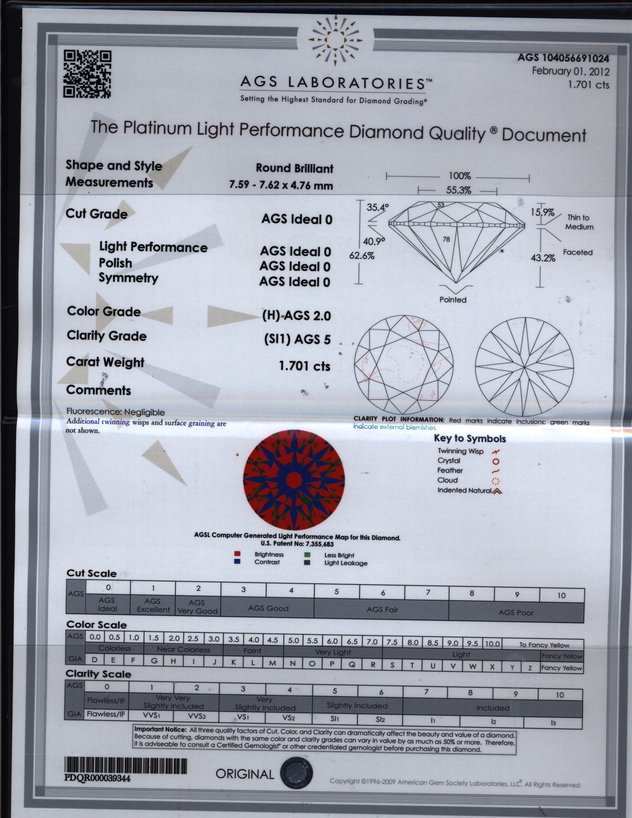 AGS 104056691024
February 01, 2012
1.701 cts
AGS LABORATORIES™
Setting the Highest Standard for Diamond Grading®
The Platinum Light Performance Diamond Quality ® Document
Shape and Style Round Brilliant
Measurements 7.59 - 7.62 x 4.76 mm
Cut Grade AGS Ideal 0
Light Performance AGS Ideal 0
Polish AGS Ideal 0
Symmetry AGS Ideal 0
Color Grade (H)-AGS 2.0
Clarity Grade (SI1) AGS 5
Carat Weight 1.701 cts
Comments
Fluorescence: Negligible
Additional twinning wisps and surface graining are
not shown.
100%
55.3%
35.4°
53
15.9%
Thin to
Medium
40.9°
78
Faceted
62.6%
43.2%
Pointed
CLARITY PLOT INFORMATION: Red marks indicate inclusions; green marks
indicate external blemishes.
Key to Symbols
Twinning Wisp
Crystal
Feather
Cloud
Indented Natural
AGSL Computer Generated Light Performance Map for this Diamond.
U.S. Patent No: 7,355,683
Brightness Less Bright
Contrast Light Leakage
Cut Scale
AGS 0 1 2 3 4 5 6 7 8 9 10
AGS Ideal AGS Excellent AGS Very Good AGS Good AGS Fair AGS Poor
Color Scale
AGS 0.0 0.5 1.0 1.5 2.0 2.5 3.0 3.5 4.0 4.5 5.0 5.5 6.0 6.5 7.0 7.5 8.0 8.5 9.0 9.5 10.0 To Fancy Yellow
Colorless Near Colorless Faint Very Light Light Fancy Yellow
GIA D E F G H I J K L M N O P Q R S T U V W X Y Z Fancy Yellow
Clarity Scale
AGS 0 1 2 3 4 5 6 7 8 9 10
Flawless/IF Very Very Slightly Included Very Slightly Included Slightly Included Included
GIA Flawless/IF VVS1 VVS2 VS1 VS2 SI1 SI2 I1 I2 I3
Important Notice: All three quality factors of Cut, Color, and Clarity can dramatically affect the beauty and value of a diamond.
Because of cutting, diamonds with the same color and clarity grades can vary in value by as much as 50% or more. Therefore,
it is adviseable to consult a Certified Gemologist® or other credentialed gemologist before purchasing this diamond.
PDQR000039344
ORIGINAL
Copyright ©1996-2009 American Gem Society Laboratories, LLC. All Rights Reserved.